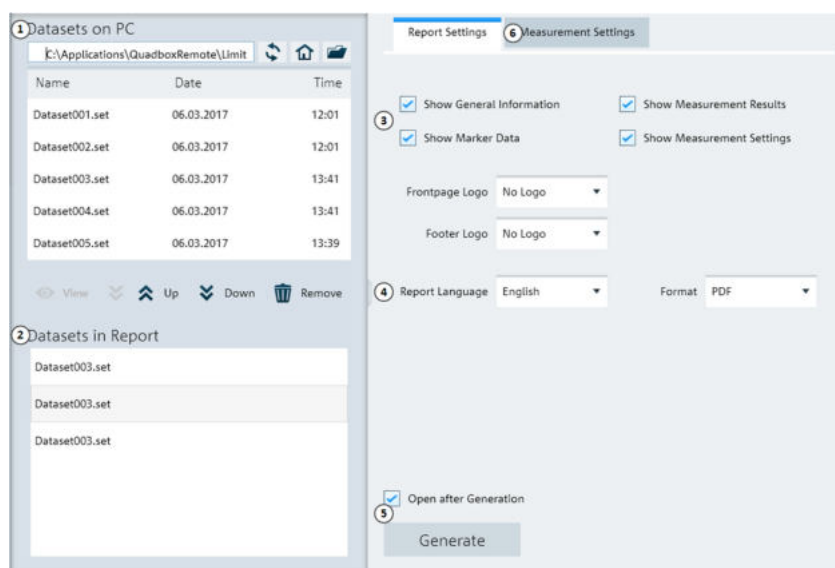 1 Datasets on PC
C:\Applications\QuadboxRemote\Limit
Name Date Time
Dataset001.set 06.03.2017 12:01
Dataset002.set 06.03.2017 12:01
Dataset003.set 06.03.2017 13:41
Dataset004.set 06.03.2017 13:41
Dataset005.set 06.03.2017 13:39
View Up Down Remove
2 Datasets in Report
Dataset003.set
Dataset003.set
Dataset003.set
Report Settings 6 Measurement Settings
3
Show General Information Show Measurement Results
Show Marker Data Show Measurement Settings
Frontpage Logo No Logo
Footer Logo No Logo
4 Report Language English Format PDF
Open after Generation
5
Generate